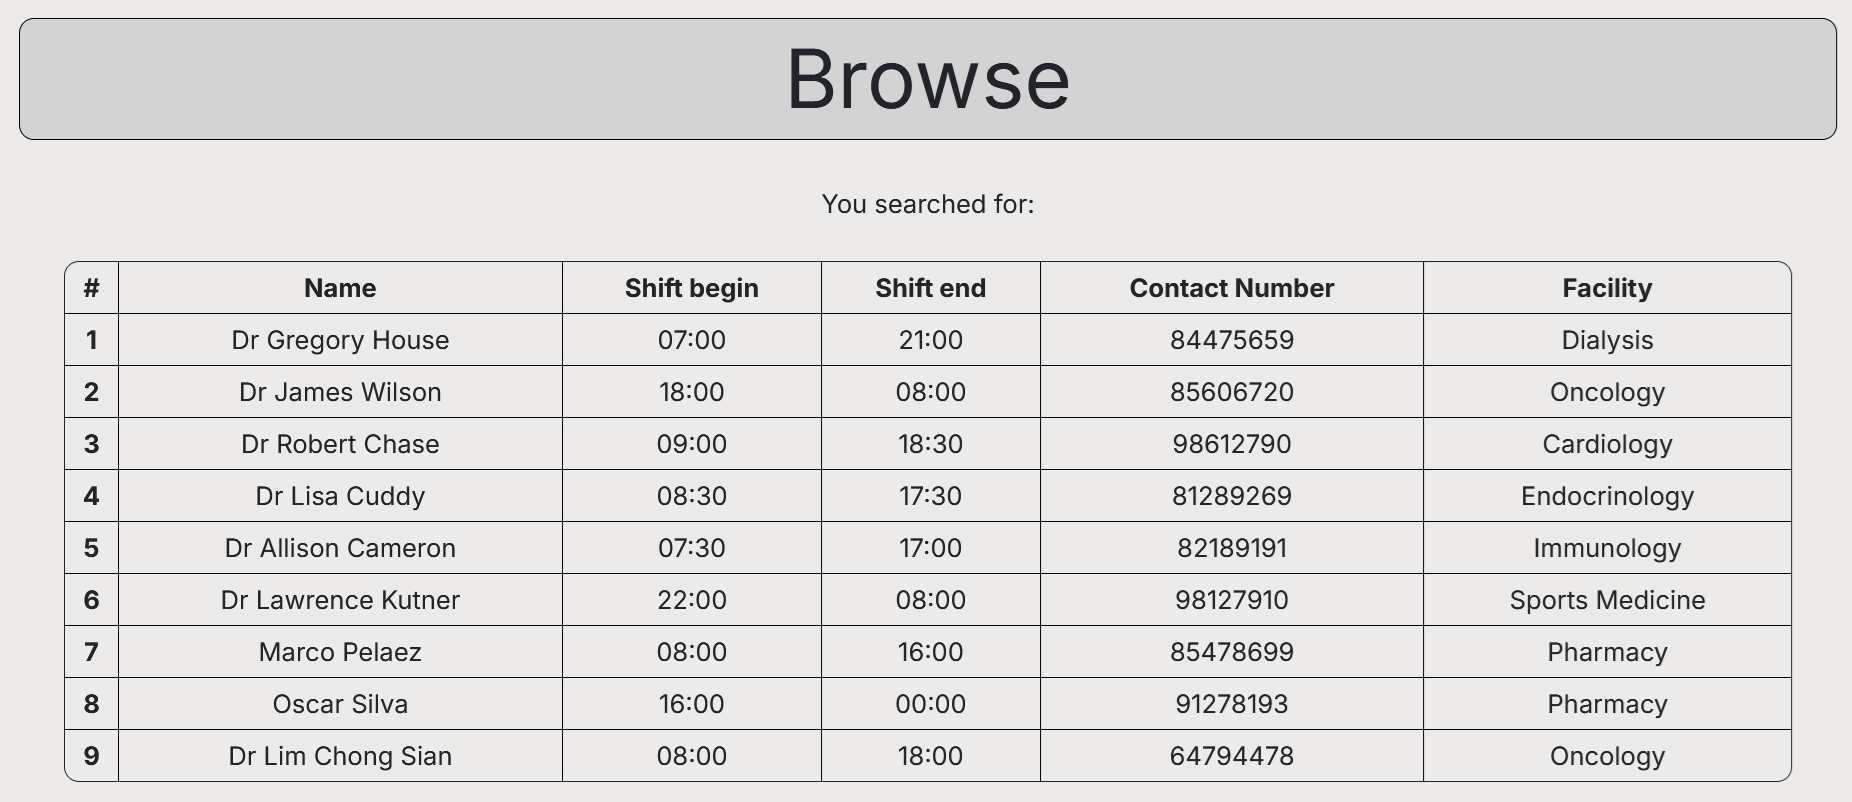 Browse
You searched for:
# Name Shift begin Shift end Contact Number Facility
1 Dr Gregory House 07:00 21:00 84475659 Dialysis
2 Dr James Wilson 18:00 08:00 85606720 Oncology
3 Dr Robert Chase 09:00 18:30 98612790 Cardiology
4 Dr Lisa Cuddy 08:30 17:30 81289269 Endocrinology
5 Dr Allison Cameron 07:30 17:00 82189191 Immunology
6 Dr Lawrence Kutner 22:00 08:00 98127910 Sports Medicine
7 Marco Pelaez 08:00 16:00 85478699 Pharmacy
8 Oscar Silva 16:00 00:00 91278193 Pharmacy
9 Dr Lim Chong Sian 08:00 18:00 64794478 Oncology